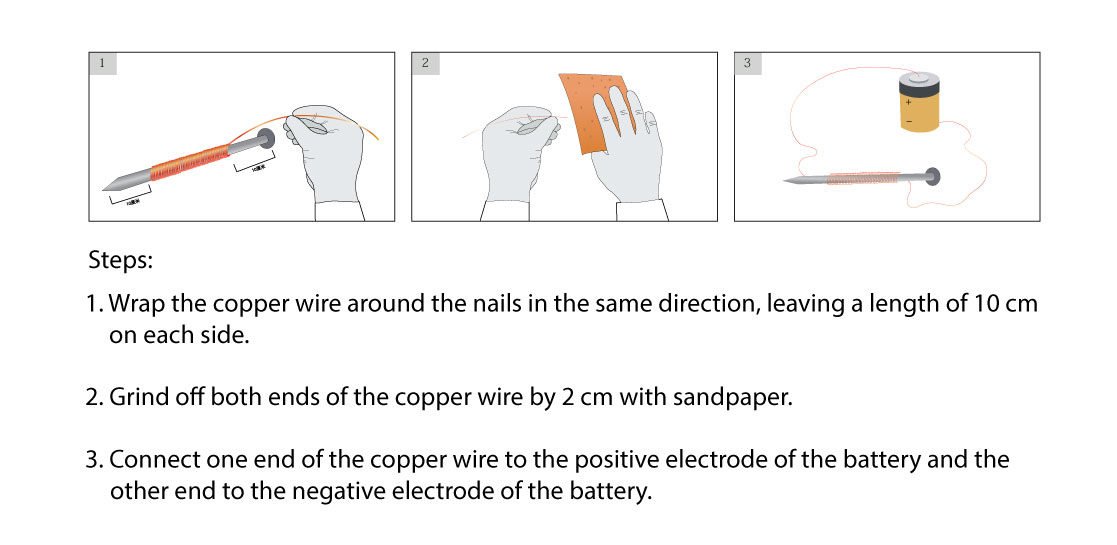 1
2
3
+
−
Steps:
1. Wrap the copper wire around the nails in the same direction, leaving a length of 10 cm
on each side.
2. Grind off both ends of the copper wire by 2 cm with sandpaper.
3. Connect one end of the copper wire to the positive electrode of the battery and the
other end to the negative electrode of the battery.